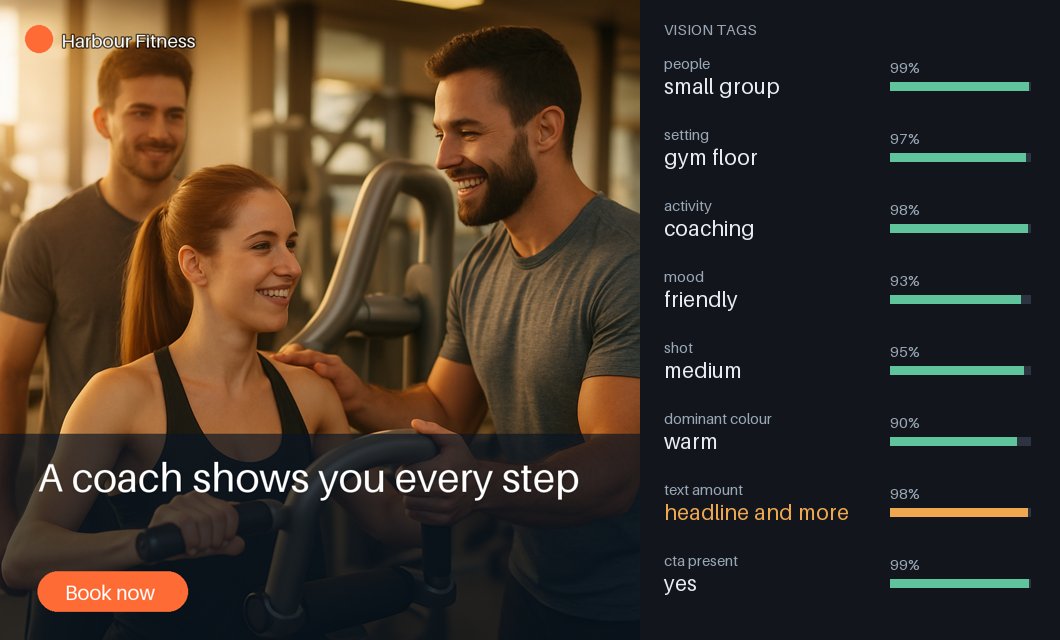 Harbour Fitness
A coach shows you every step
Book now
VISION TAGS
people
small group
99%
setting
gym floor
97%
activity
coaching
98%
mood
friendly
93%
shot
medium
95%
dominant colour
warm
90%
text amount
headline and more
98%
cta present
yes
99%